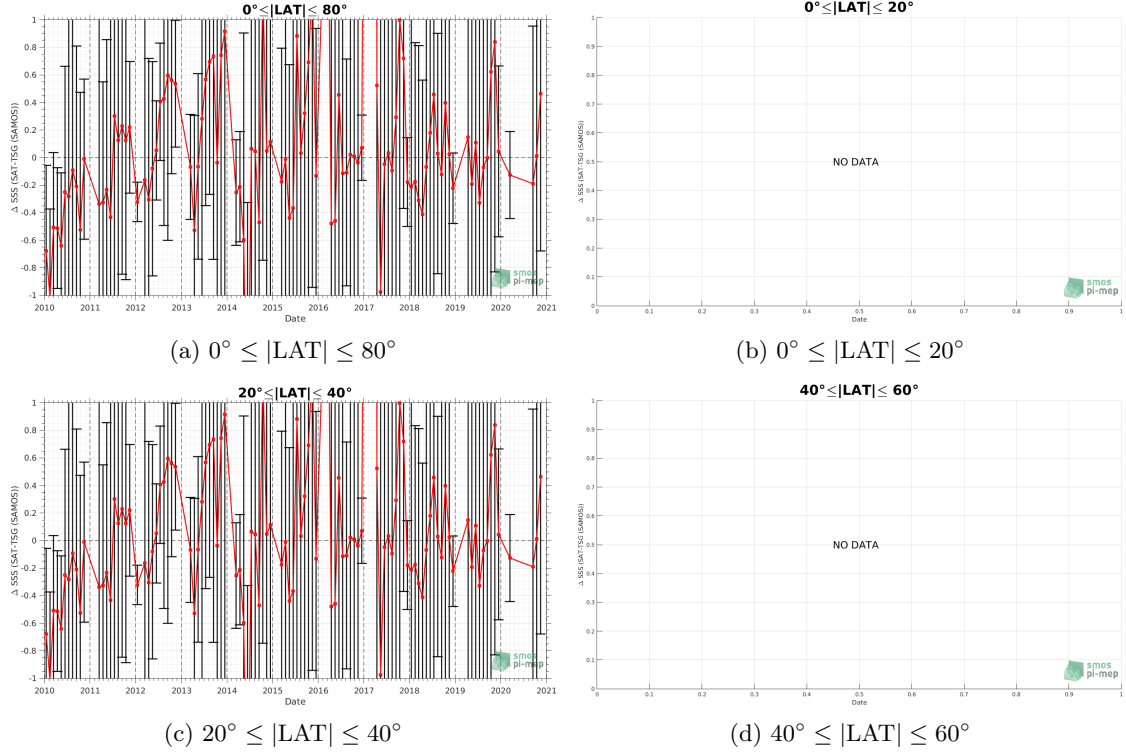 0°≤|LAT|≤ 80°
Δ SSS (SAT-TSG (SAMOS))
1
0.8
0.6
0.4
0.2
0
-0.2
-0.4
-0.6
-0.8
-1
2010 2011 2012 2013 2014 2015 2016 2017 2018 2019 2020 2021
Date
smos
pi-mep
(a) 0° ≤ |LAT| ≤ 80°
0°≤|LAT|≤ 20°
Δ SSS (SAT-TSG (SAMOS))
1
0.9
0.8
0.7
0.6
0.5
0.4
0.3
0.2
0.1
0
NO DATA
0 0.1 0.2 0.3 0.4 0.5 0.6 0.7 0.8 0.9 1
Date
smos
pi-mep
(b) 0° ≤ |LAT| ≤ 20°
20°≤|LAT|≤ 40°
Δ SSS (SAT-TSG (SAMOS))
1
0.8
0.6
0.4
0.2
0
-0.2
-0.4
-0.6
-0.8
-1
2010 2011 2012 2013 2014 2015 2016 2017 2018 2019 2020 2021
Date
smos
pi-mep
(c) 20° ≤ |LAT| ≤ 40°
40°≤|LAT|≤ 60°
Δ SSS (SAT-TSG (SAMOS))
1
0.9
0.8
0.7
0.6
0.5
0.4
0.3
0.2
0.1
0
NO DATA
0 0.1 0.2 0.3 0.4 0.5 0.6 0.7 0.8 0.9 1
Date
smos
pi-mep
(d) 40° ≤ |LAT| ≤ 60°